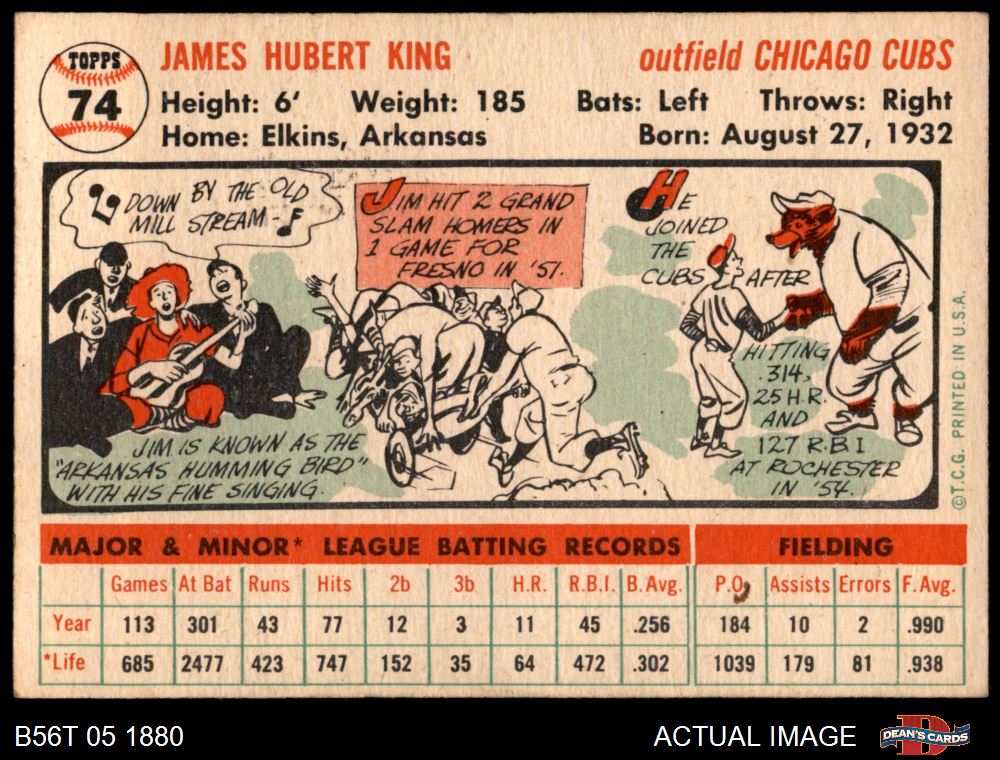 TOPPS
74
JAMES HUBERT KING
outfield CHICAGO CUBS
Height: 6' Weight: 185 Bats: Left Throws: Right
Home: Elkins, Arkansas Born: August 27, 1932
DOWN BY THE OLD
MILL STREAM-
JIM IS KNOWN AS THE
"ARKANSAS HUMMING BIRD"
WITH HIS FINE SINGING.
JIM HIT 2 GRAND
SLAM HOMERS IN
1 GAME FOR
FRESNO IN '51.
HE
JOINED
THE
CUBS AFTER
HITTING
.314,
25 H.R.
AND
127 R.B.I
AT ROCHESTER
IN '54.
©T.C.G. PRINTED IN U.S.A.
MAJOR & MINOR* LEAGUE BATTING RECORDS FIELDING
Games At Bat Runs Hits 2b 3b H.R. R.B.I. B. Avg. P.O. Assists Errors F. Avg.
Year 113 301 43 77 12 3 11 45 .256 184 10 2 .990
*Life 685 2477 423 747 152 35 64 472 .302 1039 179 81 .938
B56T 05 1880 ACTUAL IMAGE
D
DEAN'S CARDS